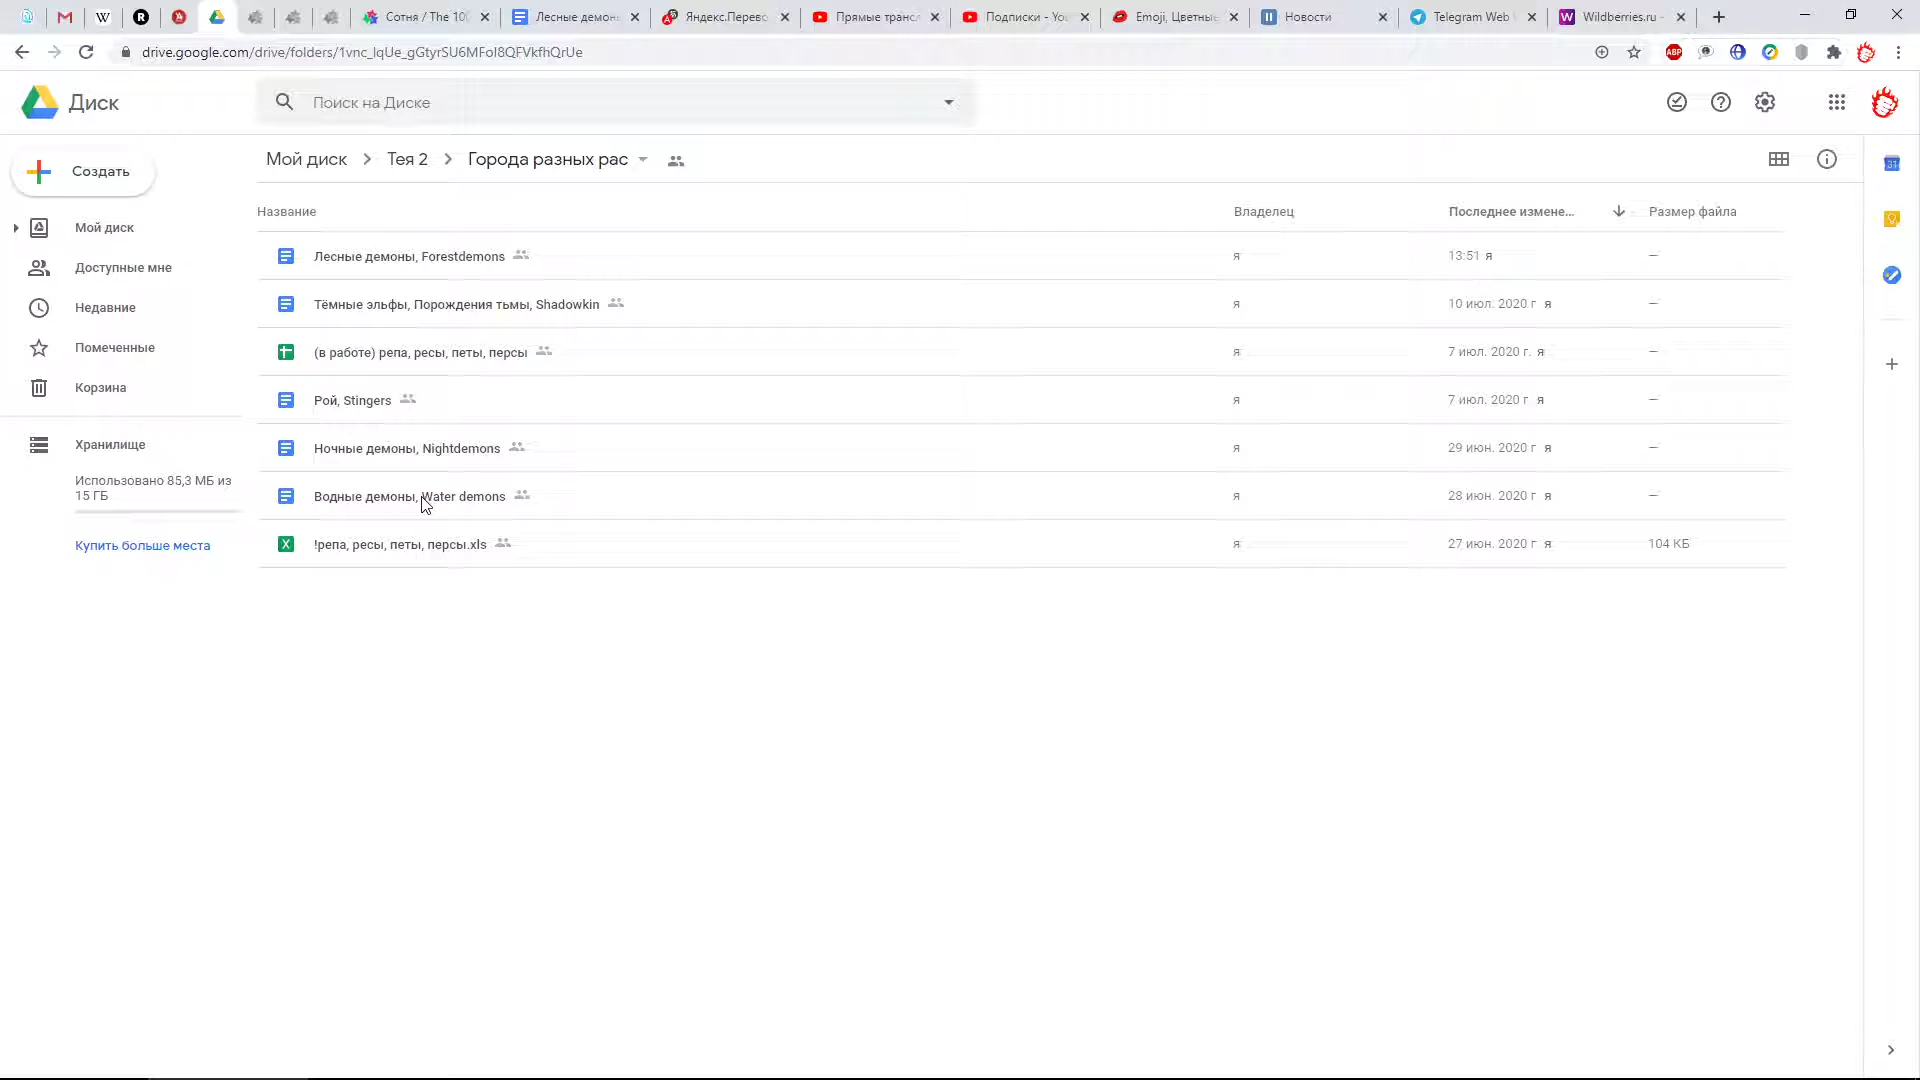 Сотня / The 100
Лесные демон
Яндекс.Перево
Прямые трансл
Подписки - You
Emoji, Цветные
Новости
Telegram Web
Wildberries.ru -
drive.google.com/drive/folders/1vnc_lqUe_gGtyrSU6MFoI8QFVkfhQrUe
ABP
Диск
Поиск на Диске
Создать
Мой диск
Тея 2
Города разных рас
31
Название
Владелец
Последнее измене...
Размер файла
Мой диск
Доступные мне
Недавние
Помеченные
Корзина
Хранилище
Использовано 85,3 МБ из
15 ГБ
Купить больше места
Лесные демоны, Forestdemons я 13:51 я —
Тёмные эльфы, Порождения тьмы, Shadowkin я 10 июл. 2020 г я —
(в работе) репа, ресы, петы, персы я 7 июл. 2020 г. я —
Рой, Stingers я 7 июл. 2020 г я —
Ночные демоны, Nightdemons я 29 июн. 2020 г я —
Водные демоны, Water demons я 28 июн. 2020 г я —
!репа, ресы, петы, персы.xls я 27 июн. 2020 г я 104 КБ